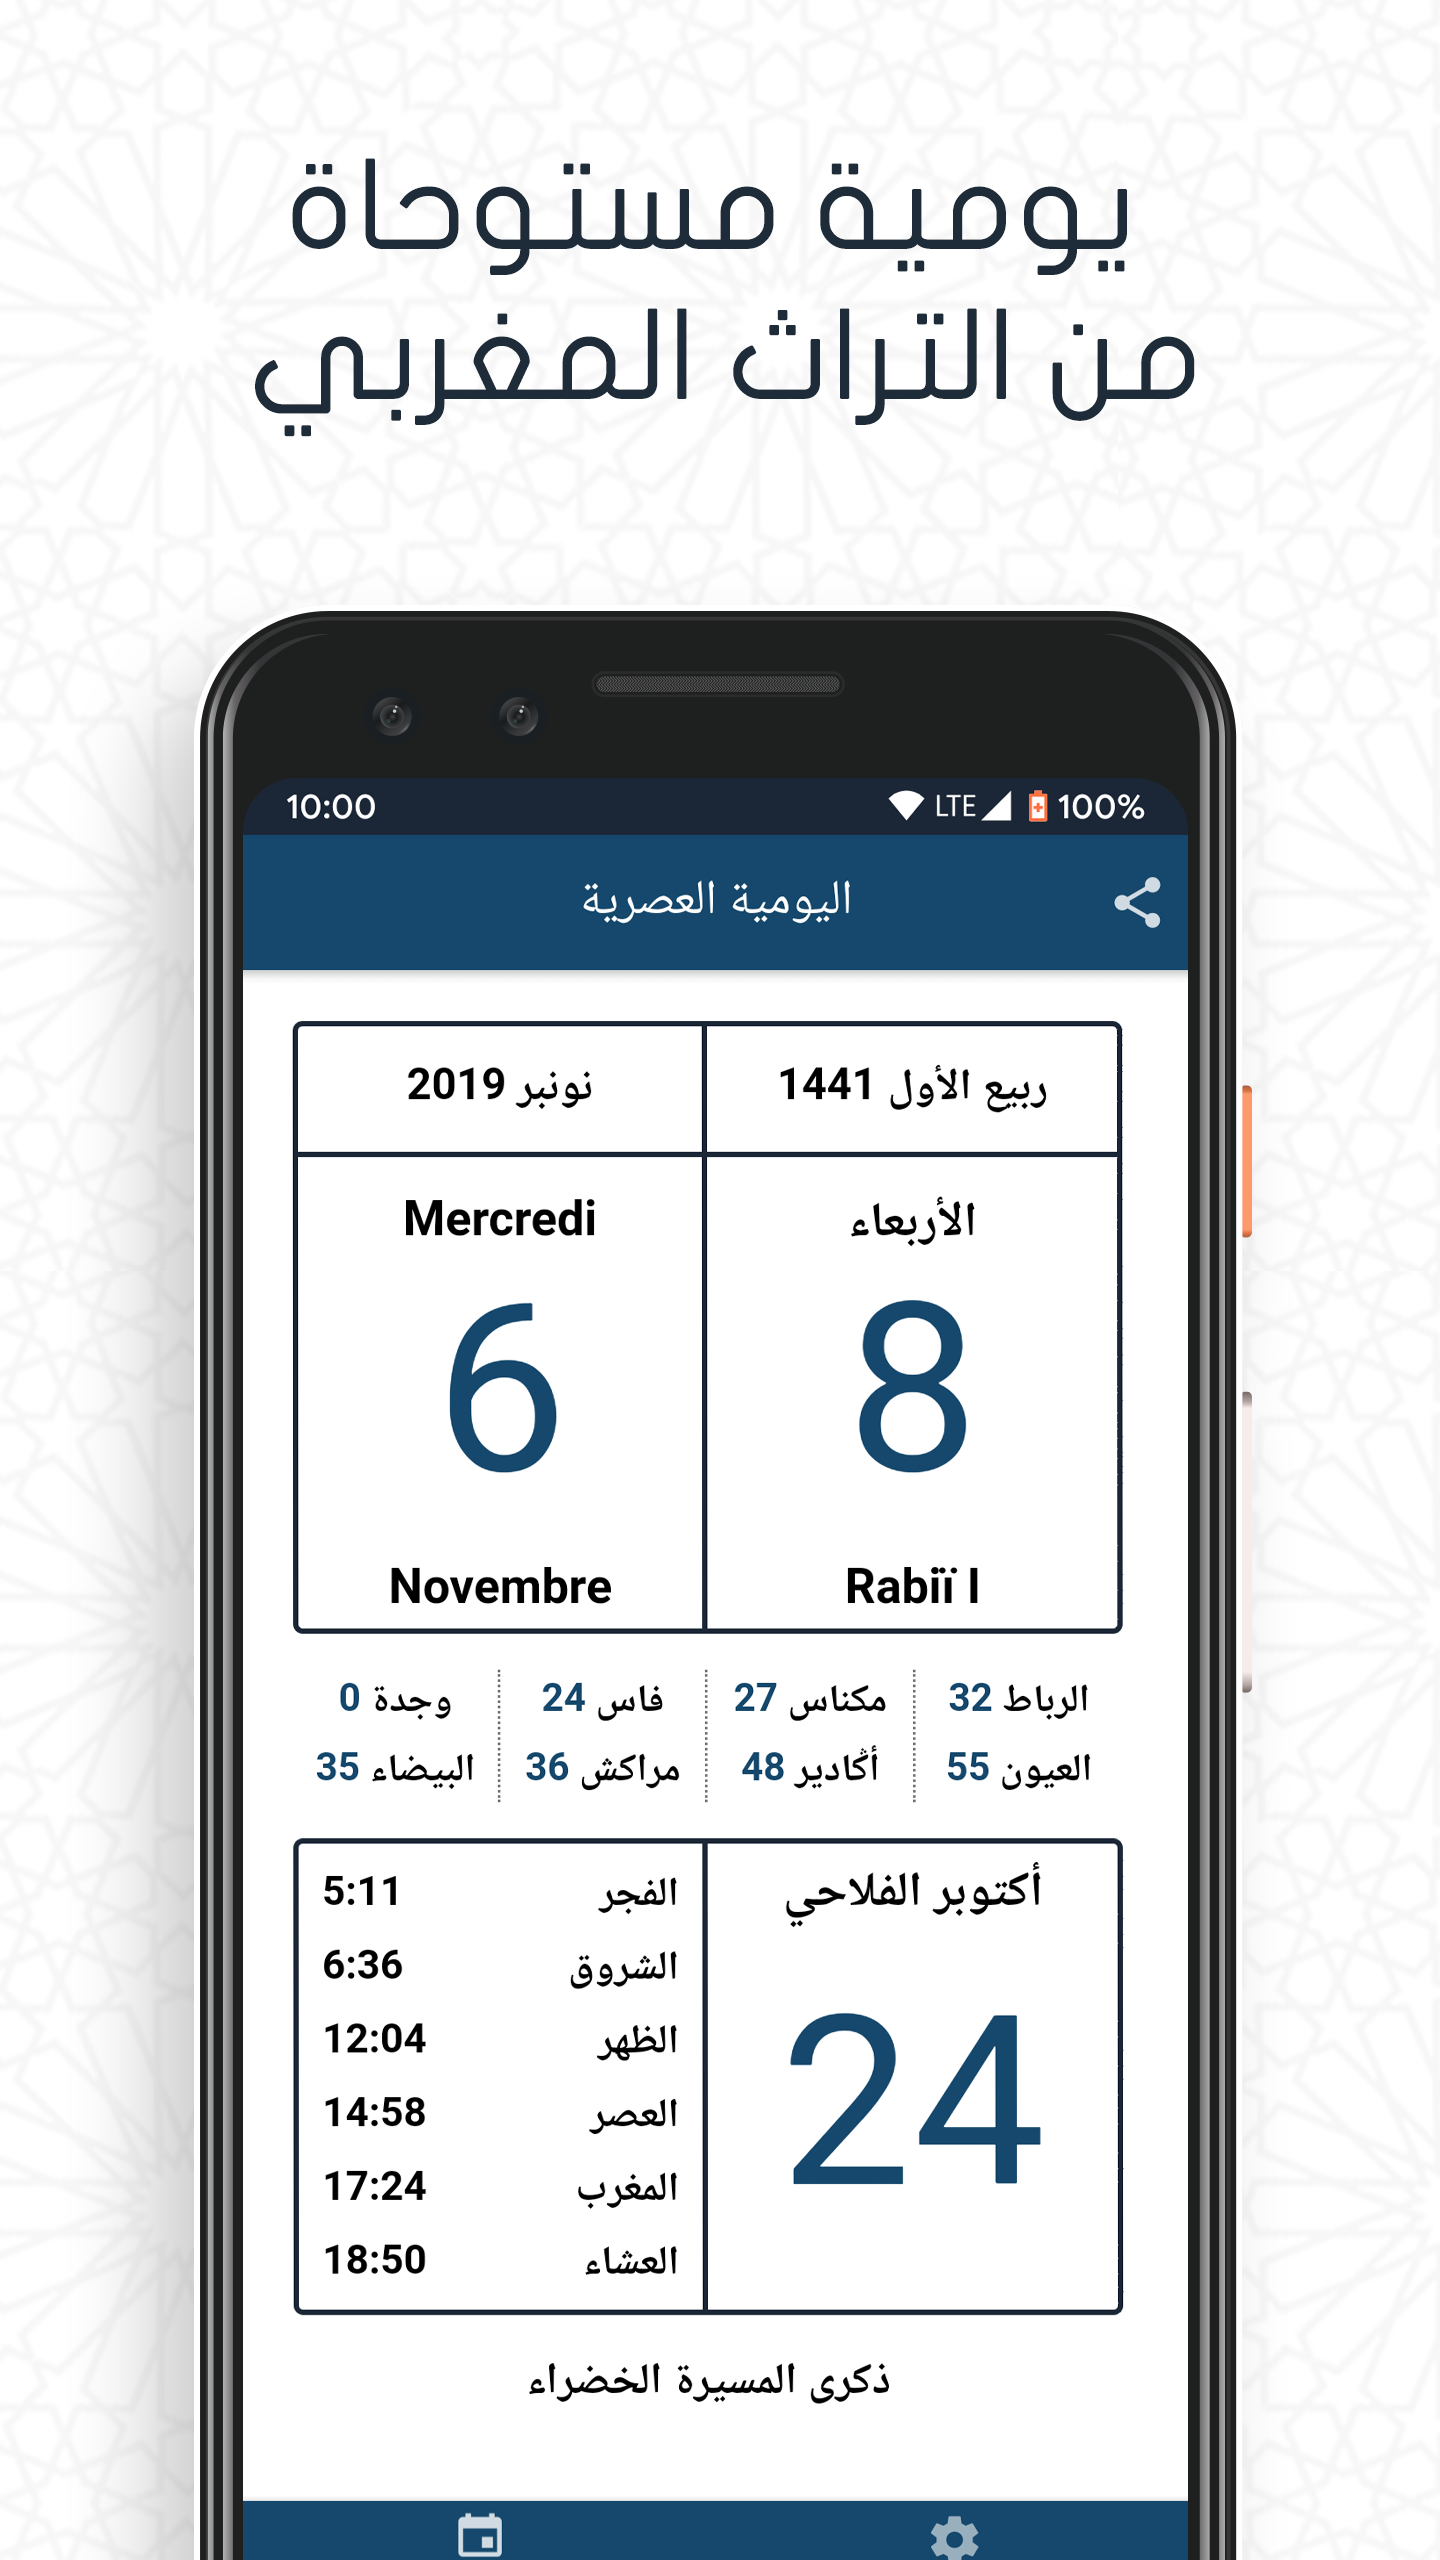 يومية مستوحاة
من التراث المغربي
10:00 LTE 100%
اليومية العصرية
ربيع الأول 1441
نونبر 2019
الأربعاء
8
Rabiï I
Mercredi
6
Novembre
الرباط 32 مكناس 27 فاس 24 وجدة 0
العيون 55 أڭادير 48 مراكش 36 البيضاء 35
أكتوبر الفلاحي
24
الفجر 5:11
الشروق 6:36
الظهر 12:04
العصر 14:58
المغرب 17:24
العشاء 18:50
ذكرى المسيرة الخضراء